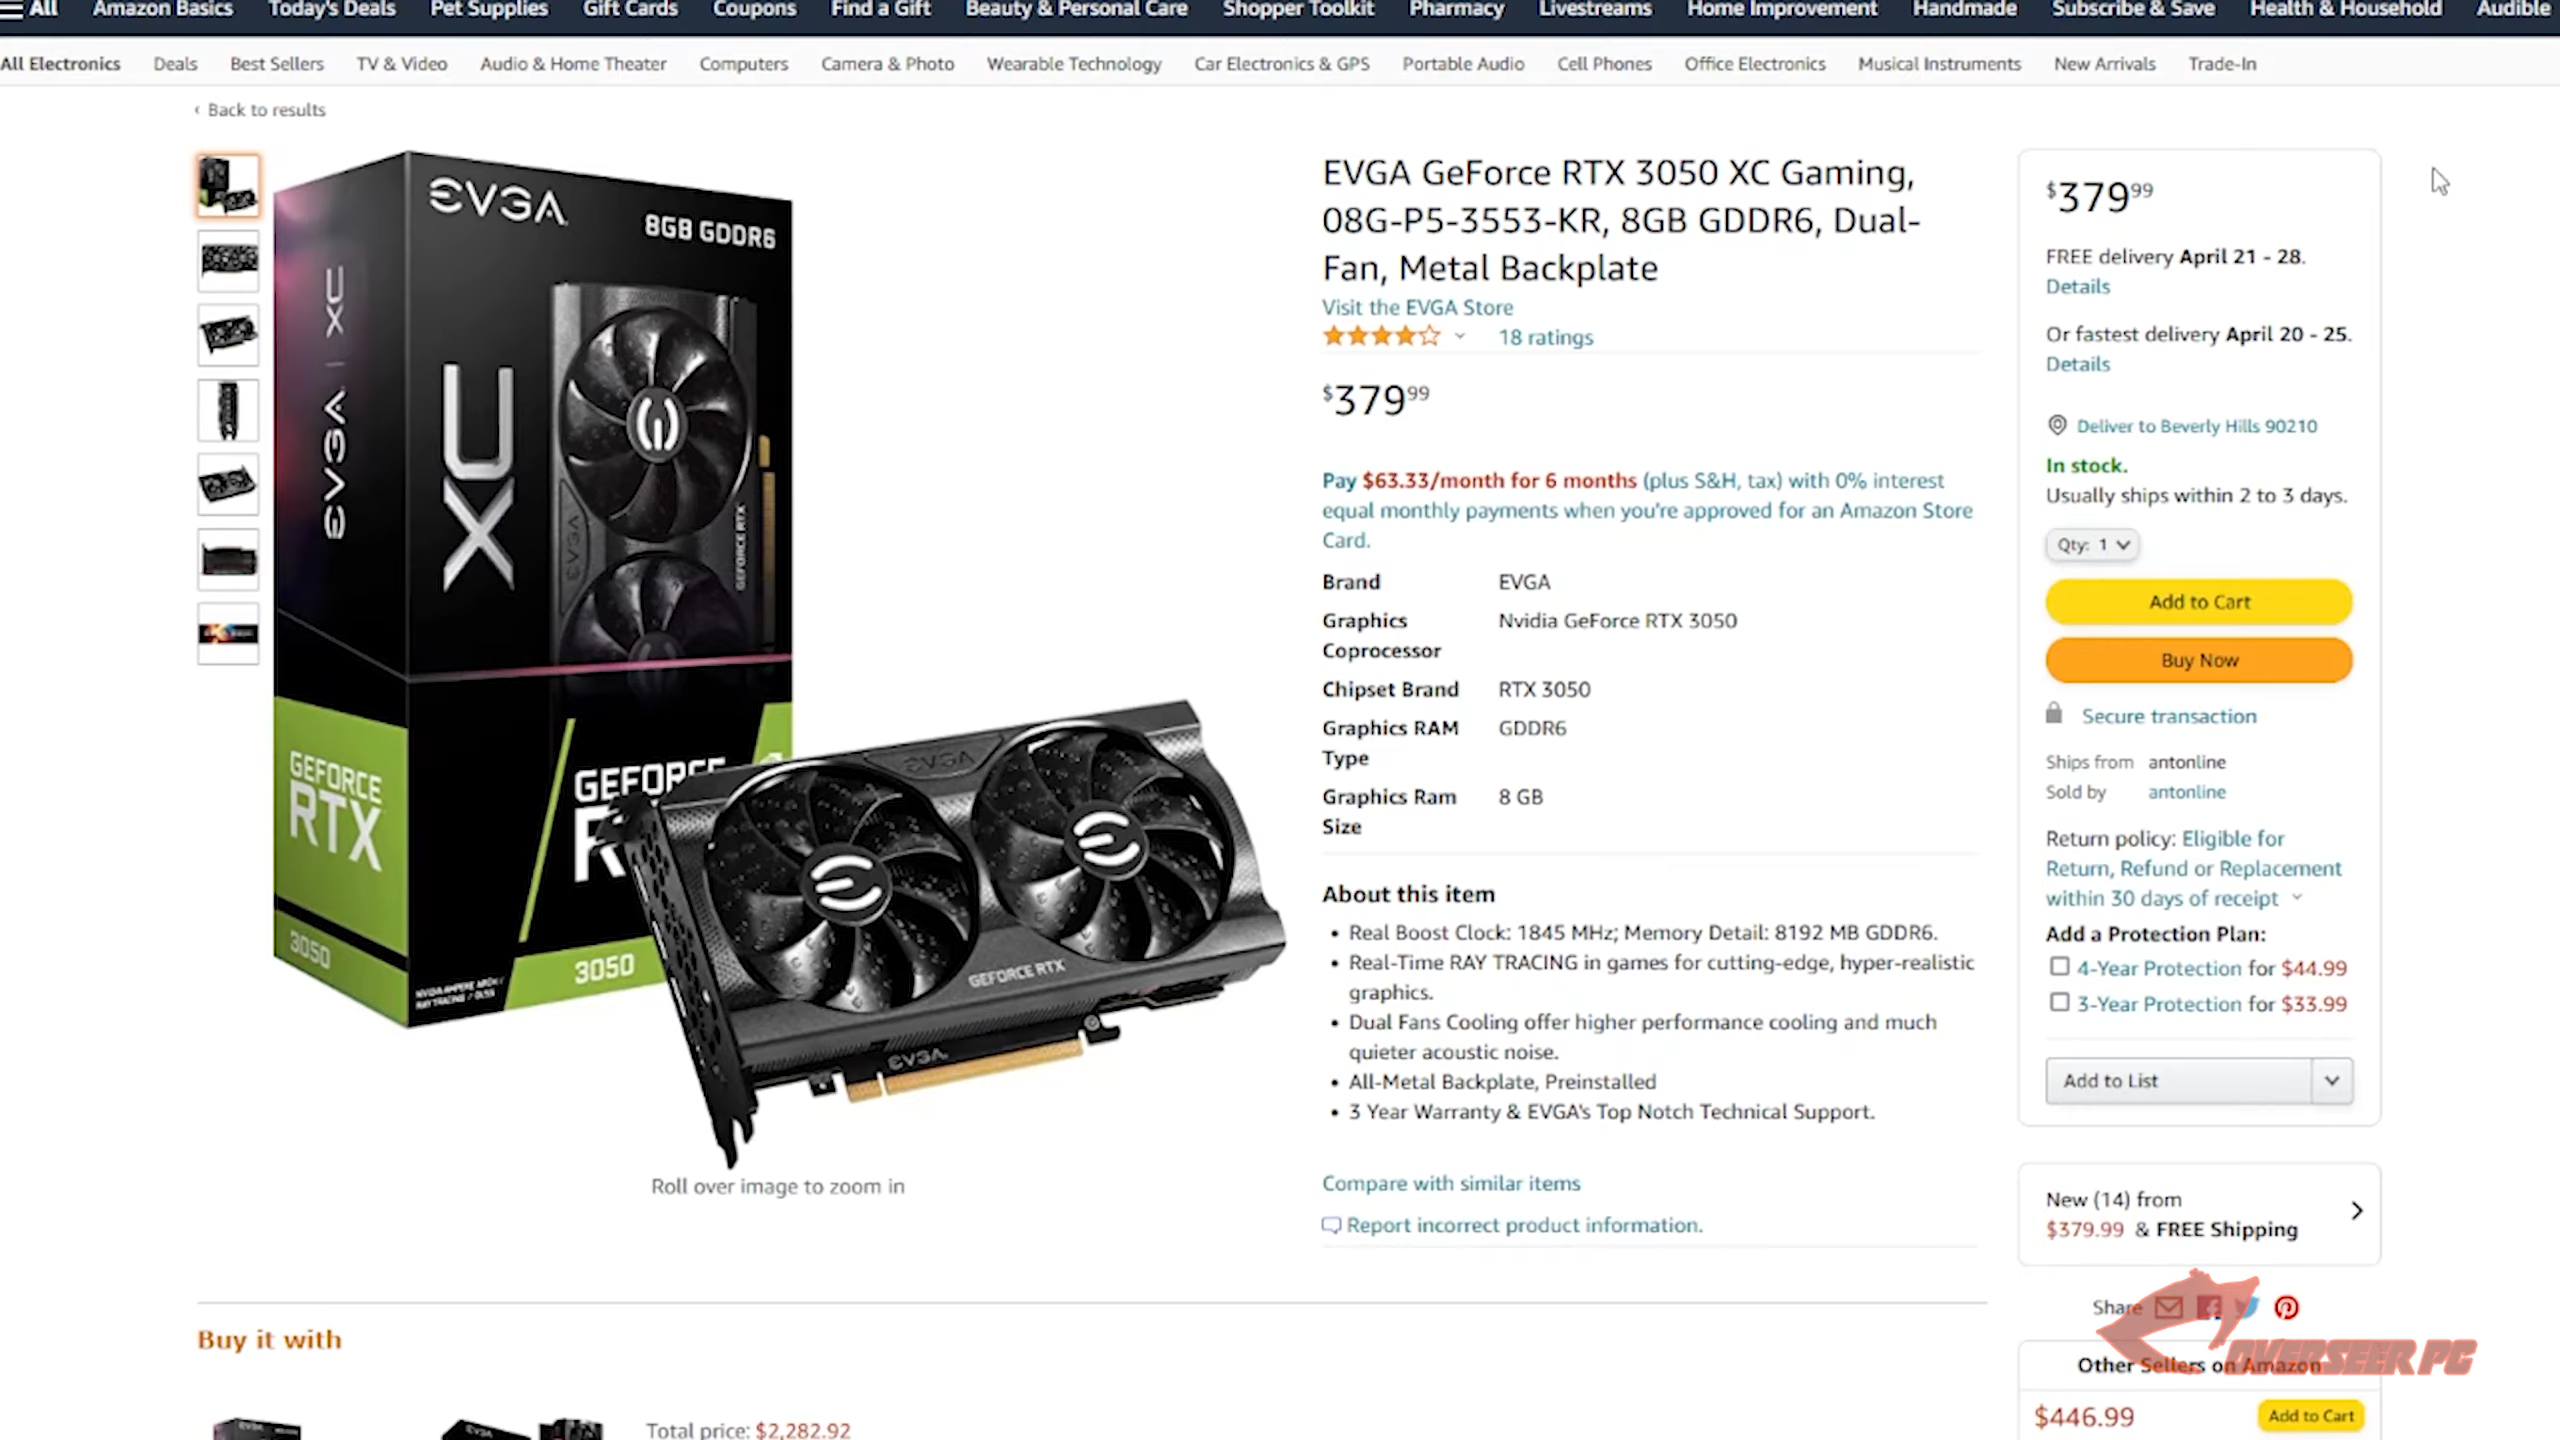 All Amazon Basics Today's Deals Pet Supplies Gift Cards Coupons Find a Gift Beauty & Personal Care Shopper Toolkit Pharmacy Livestreams Home Improvement Handmade Subscribe & Save Health & Household Audible
All Electronics Deals Best Sellers TV & Video Audio & Home Theater Computers Camera & Photo Wearable Technology Car Electronics & GPS Portable Audio Cell Phones Office Electronics Musical Instruments New Arrivals Trade-In
‹ Back to results
EVGA
8GB GDDR6
XC
EVGA | XC
EVGA
GEFORCE RTX
GEFORCE
RTX
3050
GEFORCE
3050
NVIDIA AMPERE ARCH /
RAY TRACING / DLSS
EVGA
GEFORCE RTX
EVGA
Roll over image to zoom in
EVGA GeForce RTX 3050 XC Gaming,
08G-P5-3553-KR, 8GB GDDR6, Dual-
Fan, Metal Backplate
Visit the EVGA Store
18 ratings
$379.99
Pay $63.33/month for 6 months (plus S&H, tax) with 0% interest
equal monthly payments when you're approved for an Amazon Store
Card.
Brand EVGA
Graphics Nvidia GeForce RTX 3050
Coprocessor
Chipset Brand RTX 3050
Graphics RAM GDDR6
Type
Graphics Ram 8 GB
Size
About this item
• Real Boost Clock: 1845 MHz; Memory Detail: 8192 MB GDDR6.
• Real-Time RAY TRACING in games for cutting-edge, hyper-realistic
graphics.
• Dual Fans Cooling offer higher performance cooling and much
quieter acoustic noise.
• All-Metal Backplate, Preinstalled
• 3 Year Warranty & EVGA's Top Notch Technical Support.
Compare with similar items
Report incorrect product information.
$379.99
FREE delivery April 21 - 28.
Details
Or fastest delivery April 20 - 25.
Details
Deliver to Beverly Hills 90210
In stock.
Usually ships within 2 to 3 days.
Qty: 1
Add to Cart
Buy Now
Secure transaction
Ships from antonline
Sold by antonline
Return policy: Eligible for
Return, Refund or Replacement
within 30 days of receipt
Add a Protection Plan:
4-Year Protection for $44.99
3-Year Protection for $33.99
Add to List
New (14) from
$379.99 & FREE Shipping
Share
OVERSEER PC
Other Sellers on Amazon
$446.99 Add to Cart
Buy it with
EVGA
EVGA
Total price: $2,282.92